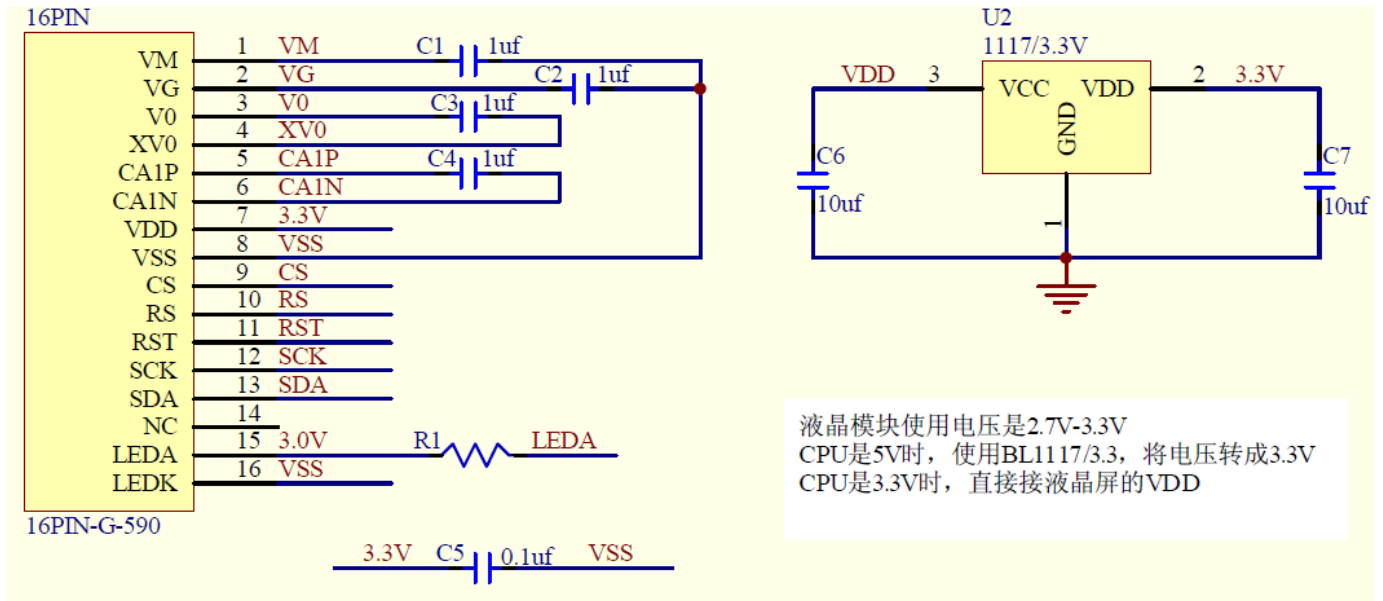 16PIN
VM 1 VM C1 1uf
VG 2 VG C2 1uf
V0 3 V0 C3 1uf
XV0 4 XV0
CA1P 5 CA1P C4 1uf
CA1N 6 CA1N
VDD 7 3.3V
VSS 8 VSS
CS 9 CS
RS 10 RS
RST 11 RST
SCK 12 SCK
SDA 13 SDA
NC 14
LEDA 15 3.0V R1 LEDA
LEDK 16 VSS
16PIN-G-590
3.3V C5 0.1uf VSS
U2
1117/3.3V
VDD 3 VCC VDD 2 3.3V
GND
1
C6
10uf
C7
10uf
液晶模块使用电压是2.7V-3.3V
CPU是5V时，使用BL1117/3.3，将电压转成3.3V
CPU是3.3V时，直接接液晶屏的VDD